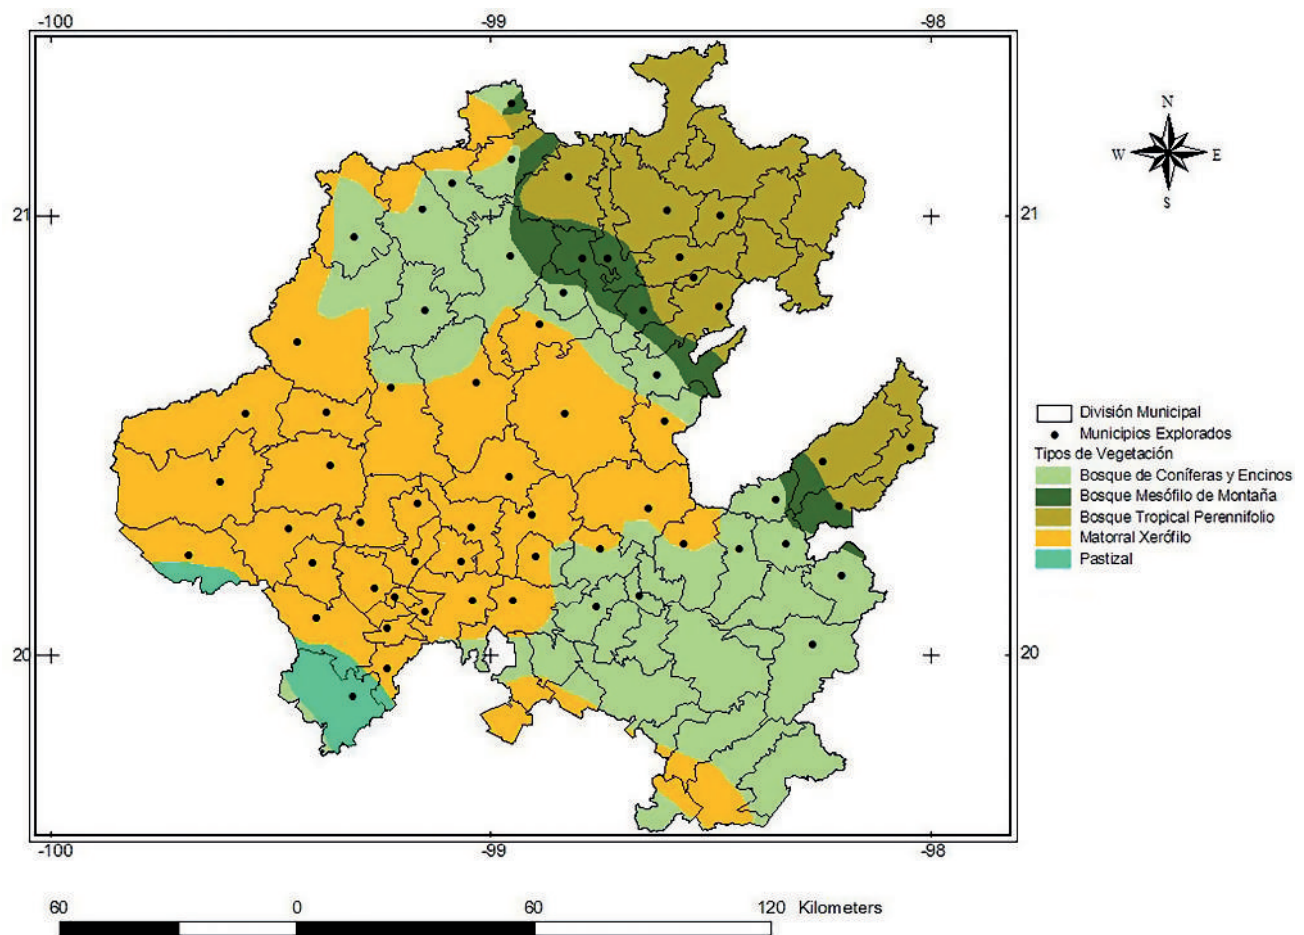 -100 -99 -98
N
W E
S
21 21
División Municipal
Municipios Explorados
Tipos de Vegetación
Bosque de Coníferas y Encinos
Bosque Mesófilo de Montaña
Bosque Tropical Perennifolio
Matorral Xerófilo
Pastizal
20 20
-100 -99 -98
60 0 60 120 Kilometers